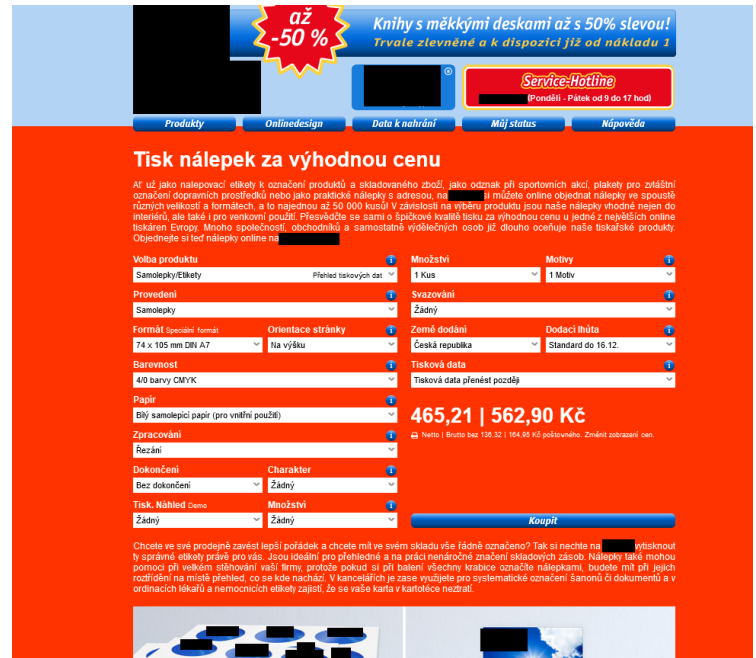 až
-50 %
Knihy s měkkými deskami až s 50% slevou!
Trvale zlevněné a k dispozici již od nákladu 1
Service-Hotline
(Pondělí - Pátek od 9 do 17 hod)
Produkty Onlinedesign Data k nahrání Můj status Nápověda
Tisk nálepek za výhodnou cenu
Ať už jako nalepovací etikety k označení produktů a skladovaného zboží, jako odznak při sportovních akcí, plakety pro zvláštní
označení dopravních prostředků nebo jako praktické nálepky s adresou, na si můžete online objednat nálepky ve spoustě
různých velikostí a formátech, a to najednou až 50 000 kusů! V závislosti na výběru produktu jsou naše nálepky vhodné nejen do
interiérů, ale také i pro venkovní použití. Přesvědčte se sami o špičkové kvalitě tisku za výhodnou cenu u jedné z největších online
tiskáren Evropy. Mnoho společností, obchodníků a samostatně výdělečných osob již dlouho oceňuje naše tiskařské produkty.
Objednejte si teď nálepky online na
Volba produktu
Samolepky/Etikety Přehled tiskových dat
Provedení
Samolepky
Formát Speciální formát Orientace stránky
74 x 105 mm DIN A7 Na výšku
Barevnost
4/0 barvy CMYK
Papír
Bílý samolepící papír (pro vnitřní použití)
Zpracování
Řezání
Dokončení Charakter
Bez dokončení Žádný
Tisk. Náhled Demo Množství
Žádný Žádný
Množství Motivy
1 Kus 1 Motiv
Svazování
Žádný
Země dodání Dodací lhůta
Česká republika Standard do 16.12.
Tisková data
Tisková data přenést později
465,21 | 562,90 Kč
Netto | Brutto bez 136,32 | 164,95 Kč poštovného. Změnit zobrazení cen.
Koupit
Chcete ve své prodejně zavést lepší pořádek a chcete mít ve svém skladu vše řádně označeno? Tak si nechte na vytisknout
ty správné etikety právě pro vás. Jsou ideální pro přehledné a na práci nenáročné značení skladových zásob. Nálepky také mohou
pomoci při velkém stěhování vaší firmy, protože pokud si při balení všechny krabice označíte nálepkami, budete mít při jejich
roztřídění na místě přehled, co se kde nachází. V kancelářích je zase využijete pro systematické označení šanonů či dokumentů a v
ordinacích lékařů a nemocnicích etikety zajistí, že se vaše karta v kartotéce neztratí.